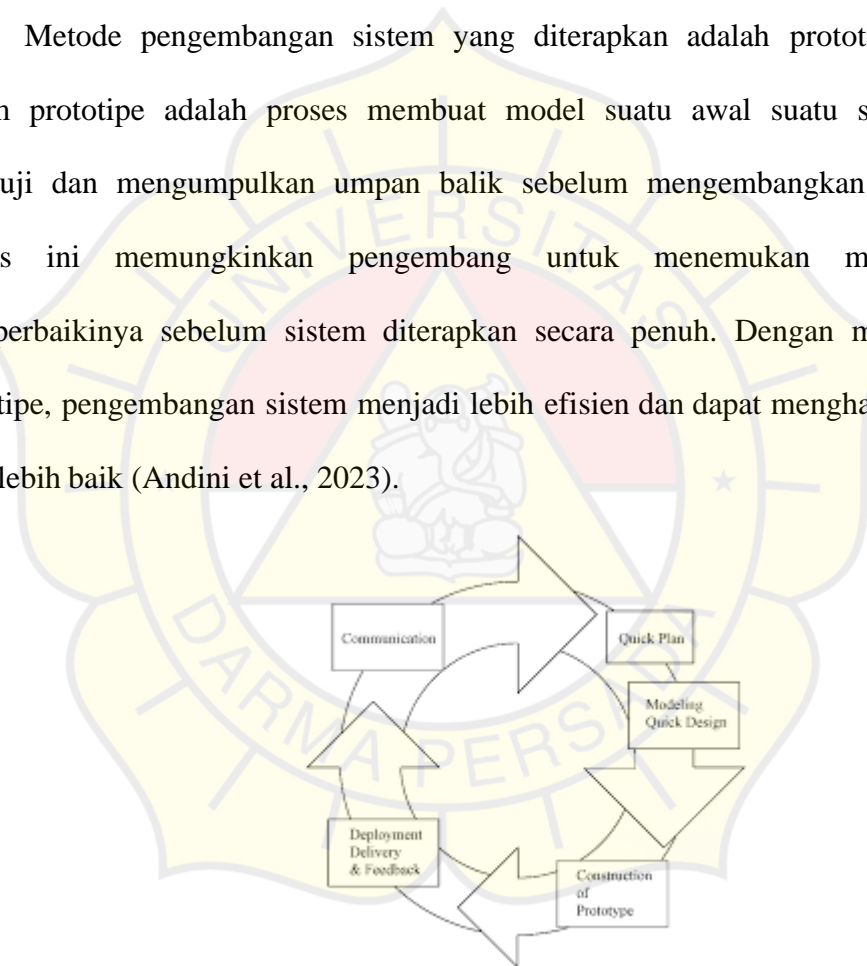 Metode pengembangan sistem yang diterapkan adalah protot
prototipe adalah proses membuat model suatu awal suatu s
uji dan mengumpulkan umpan balik sebelum mengembangkan
s ini memungkinkan pengembang untuk menemukan m
perbaikinya sebelum sistem diterapkan secara penuh. Dengan m
tipe, pengembangan sistem menjadi lebih efisien dan dapat mengha
lebih baik (Andini et al., 2023).
UNIVERSITAS
DARMA PERSADA
Communication
Quick Plan
Modeling
Quick Design
Construction
of
Prototype
Deployment
Delivery
& Feedback